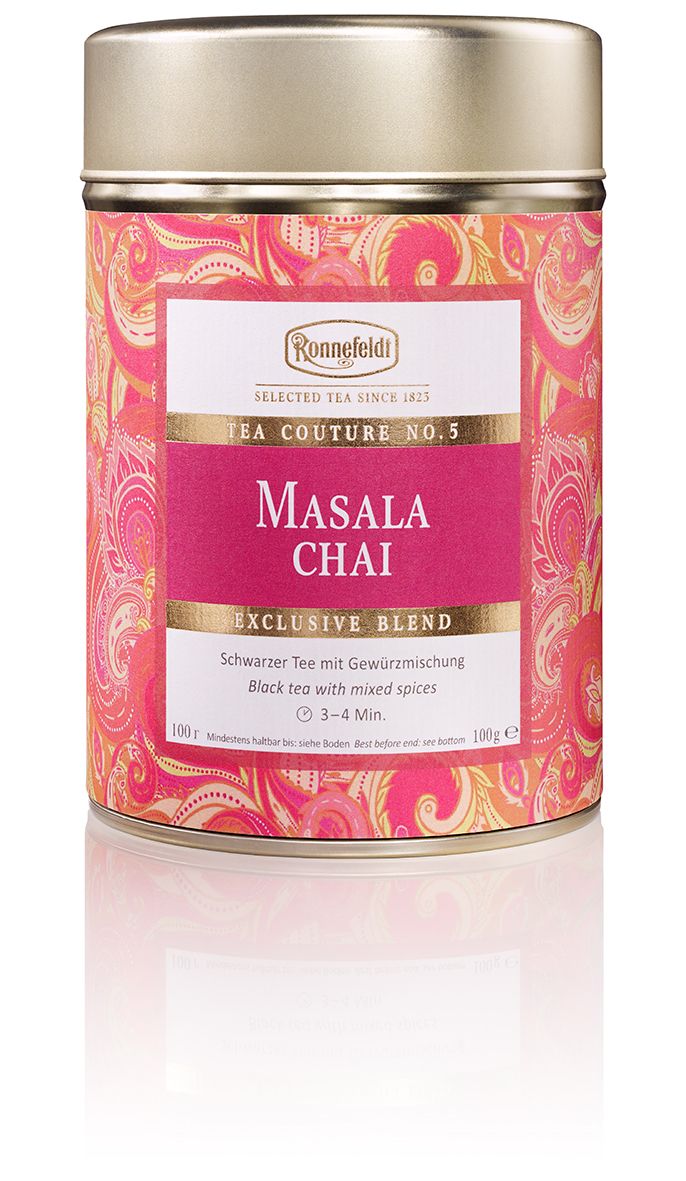 Ronnefeldt
SELECTED TEA SINCE 1823
TEA COUTURE NO. 5
MASALA
CHAI
EXCLUSIVE BLEND
Schwarzer Tee mit Gewürzmischung
Black tea with mixed spices
3–4 Min.
100 г Mindestens haltbar bis: siehe Boden Best before end: see bottom 100g ℮